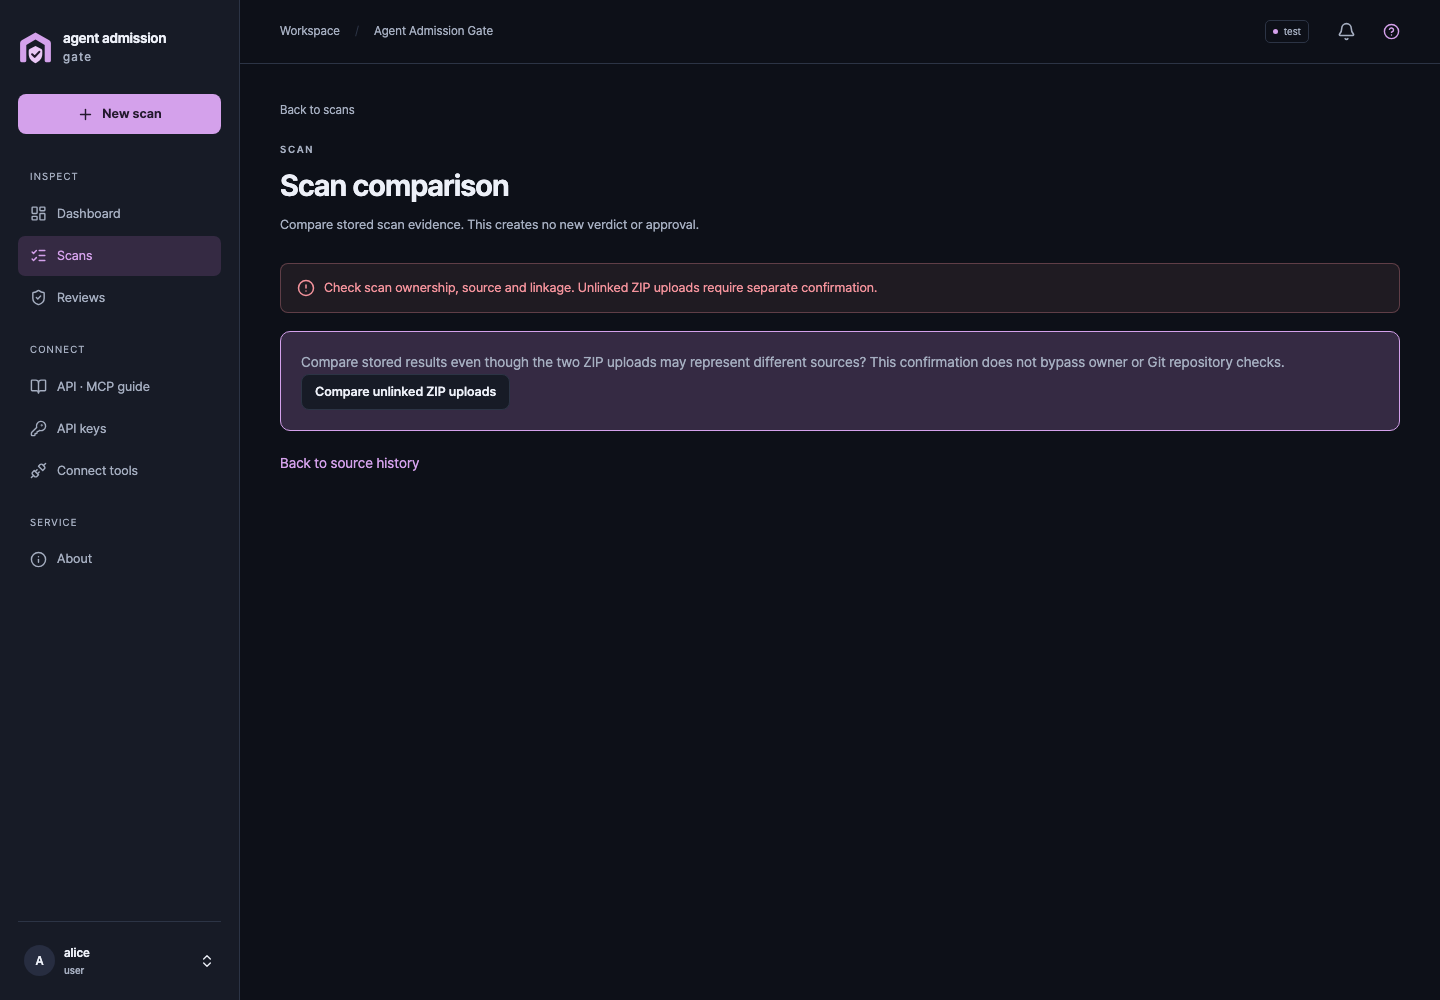 agent admission
gate
New scan
INSPECT
Dashboard
Scans
Reviews
CONNECT
API · MCP guide
API keys
Connect tools
SERVICE
About
A
alice
user
Workspace / Agent Admission Gate
test
Back to scans
SCAN
Scan comparison
Compare stored scan evidence. This creates no new verdict or approval.
Check scan ownership, source and linkage. Unlinked ZIP uploads require separate confirmation.
Compare stored results even though the two ZIP uploads may represent different sources? This confirmation does not bypass owner or Git repository checks.
Compare unlinked ZIP uploads
Back to source history